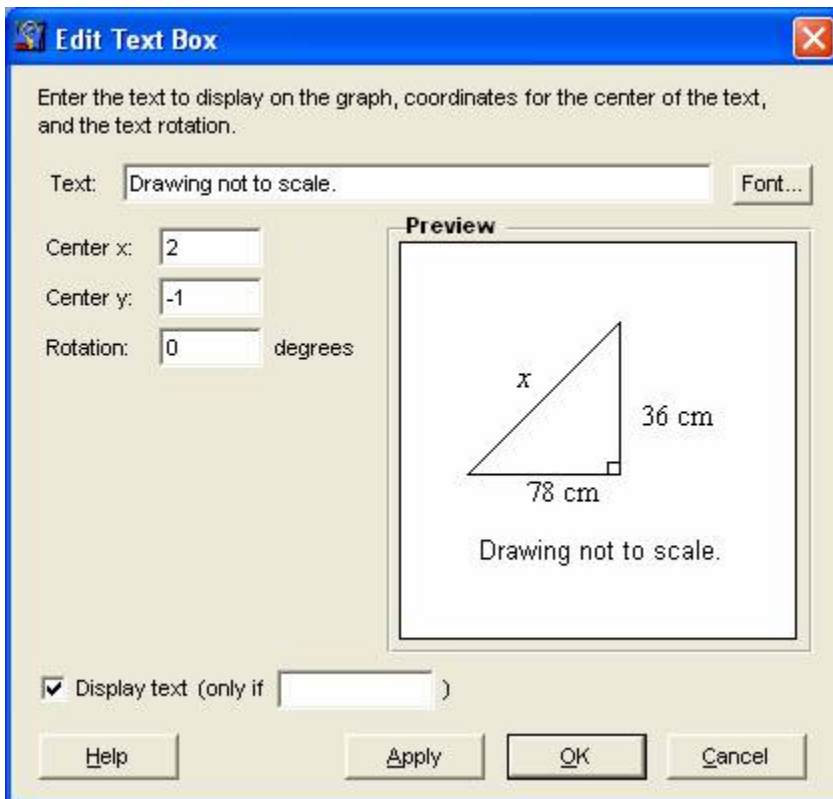 Edit Text Box
Enter the text to display on the graph, coordinates for the center of the text,
and the text rotation.
Text: Drawing not to scale. Font...
Center x: 2
Center y: -1
Rotation: 0 degrees
Preview
x
36 cm
78 cm
Drawing not to scale.
Display text (only if )
Help Apply OK Cancel